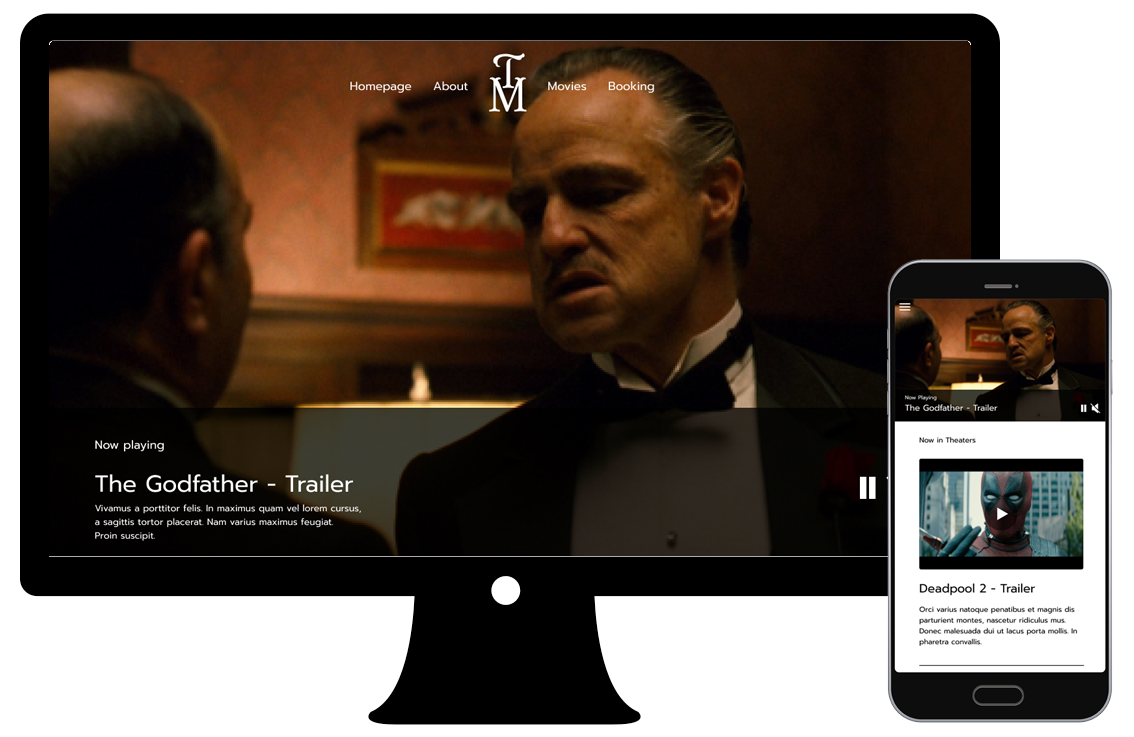 Homepage
About
TM
Movies
Booking
Now playing
The Godfather - Trailer
Vivamus a porttitor felis. In maximus quam vel lorem cursus,
a sagittis tortor placerat. Nam varius maximus feugiat.
Proin suscipit.
Now Playing
The Godfather - Trailer
Now in Theaters
Deadpool 2 - Trailer
Orci varius natoque penatibus et magnis dis
parturient montes, nascetur ridiculus mus.
Donec malesuada dui ut lacus porta mollis. In
pharetra convallis.